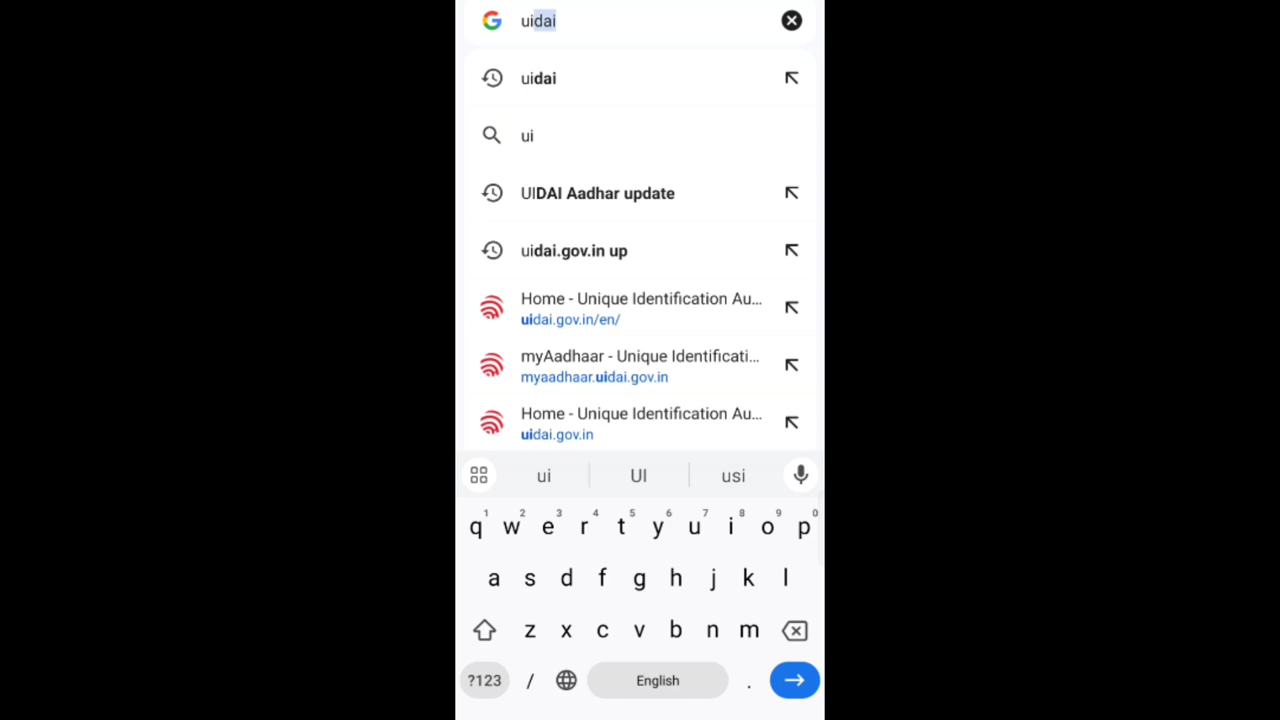 uidai
uidai
ui
UIDAI Aadhar update
uidai.gov.in up
Home - Unique Identification Au...
uidai.gov.in/en/
myAadhaar - Unique Identificati...
myaadhaar.uidai.gov.in
Home - Unique Identification Au...
uidai.gov.in
ui UI usi
1 2 3 4 5 6 7 8 9 0
q w e r t y u i o p
a s d f g h j k l
z x c v b n m
?123 / English .